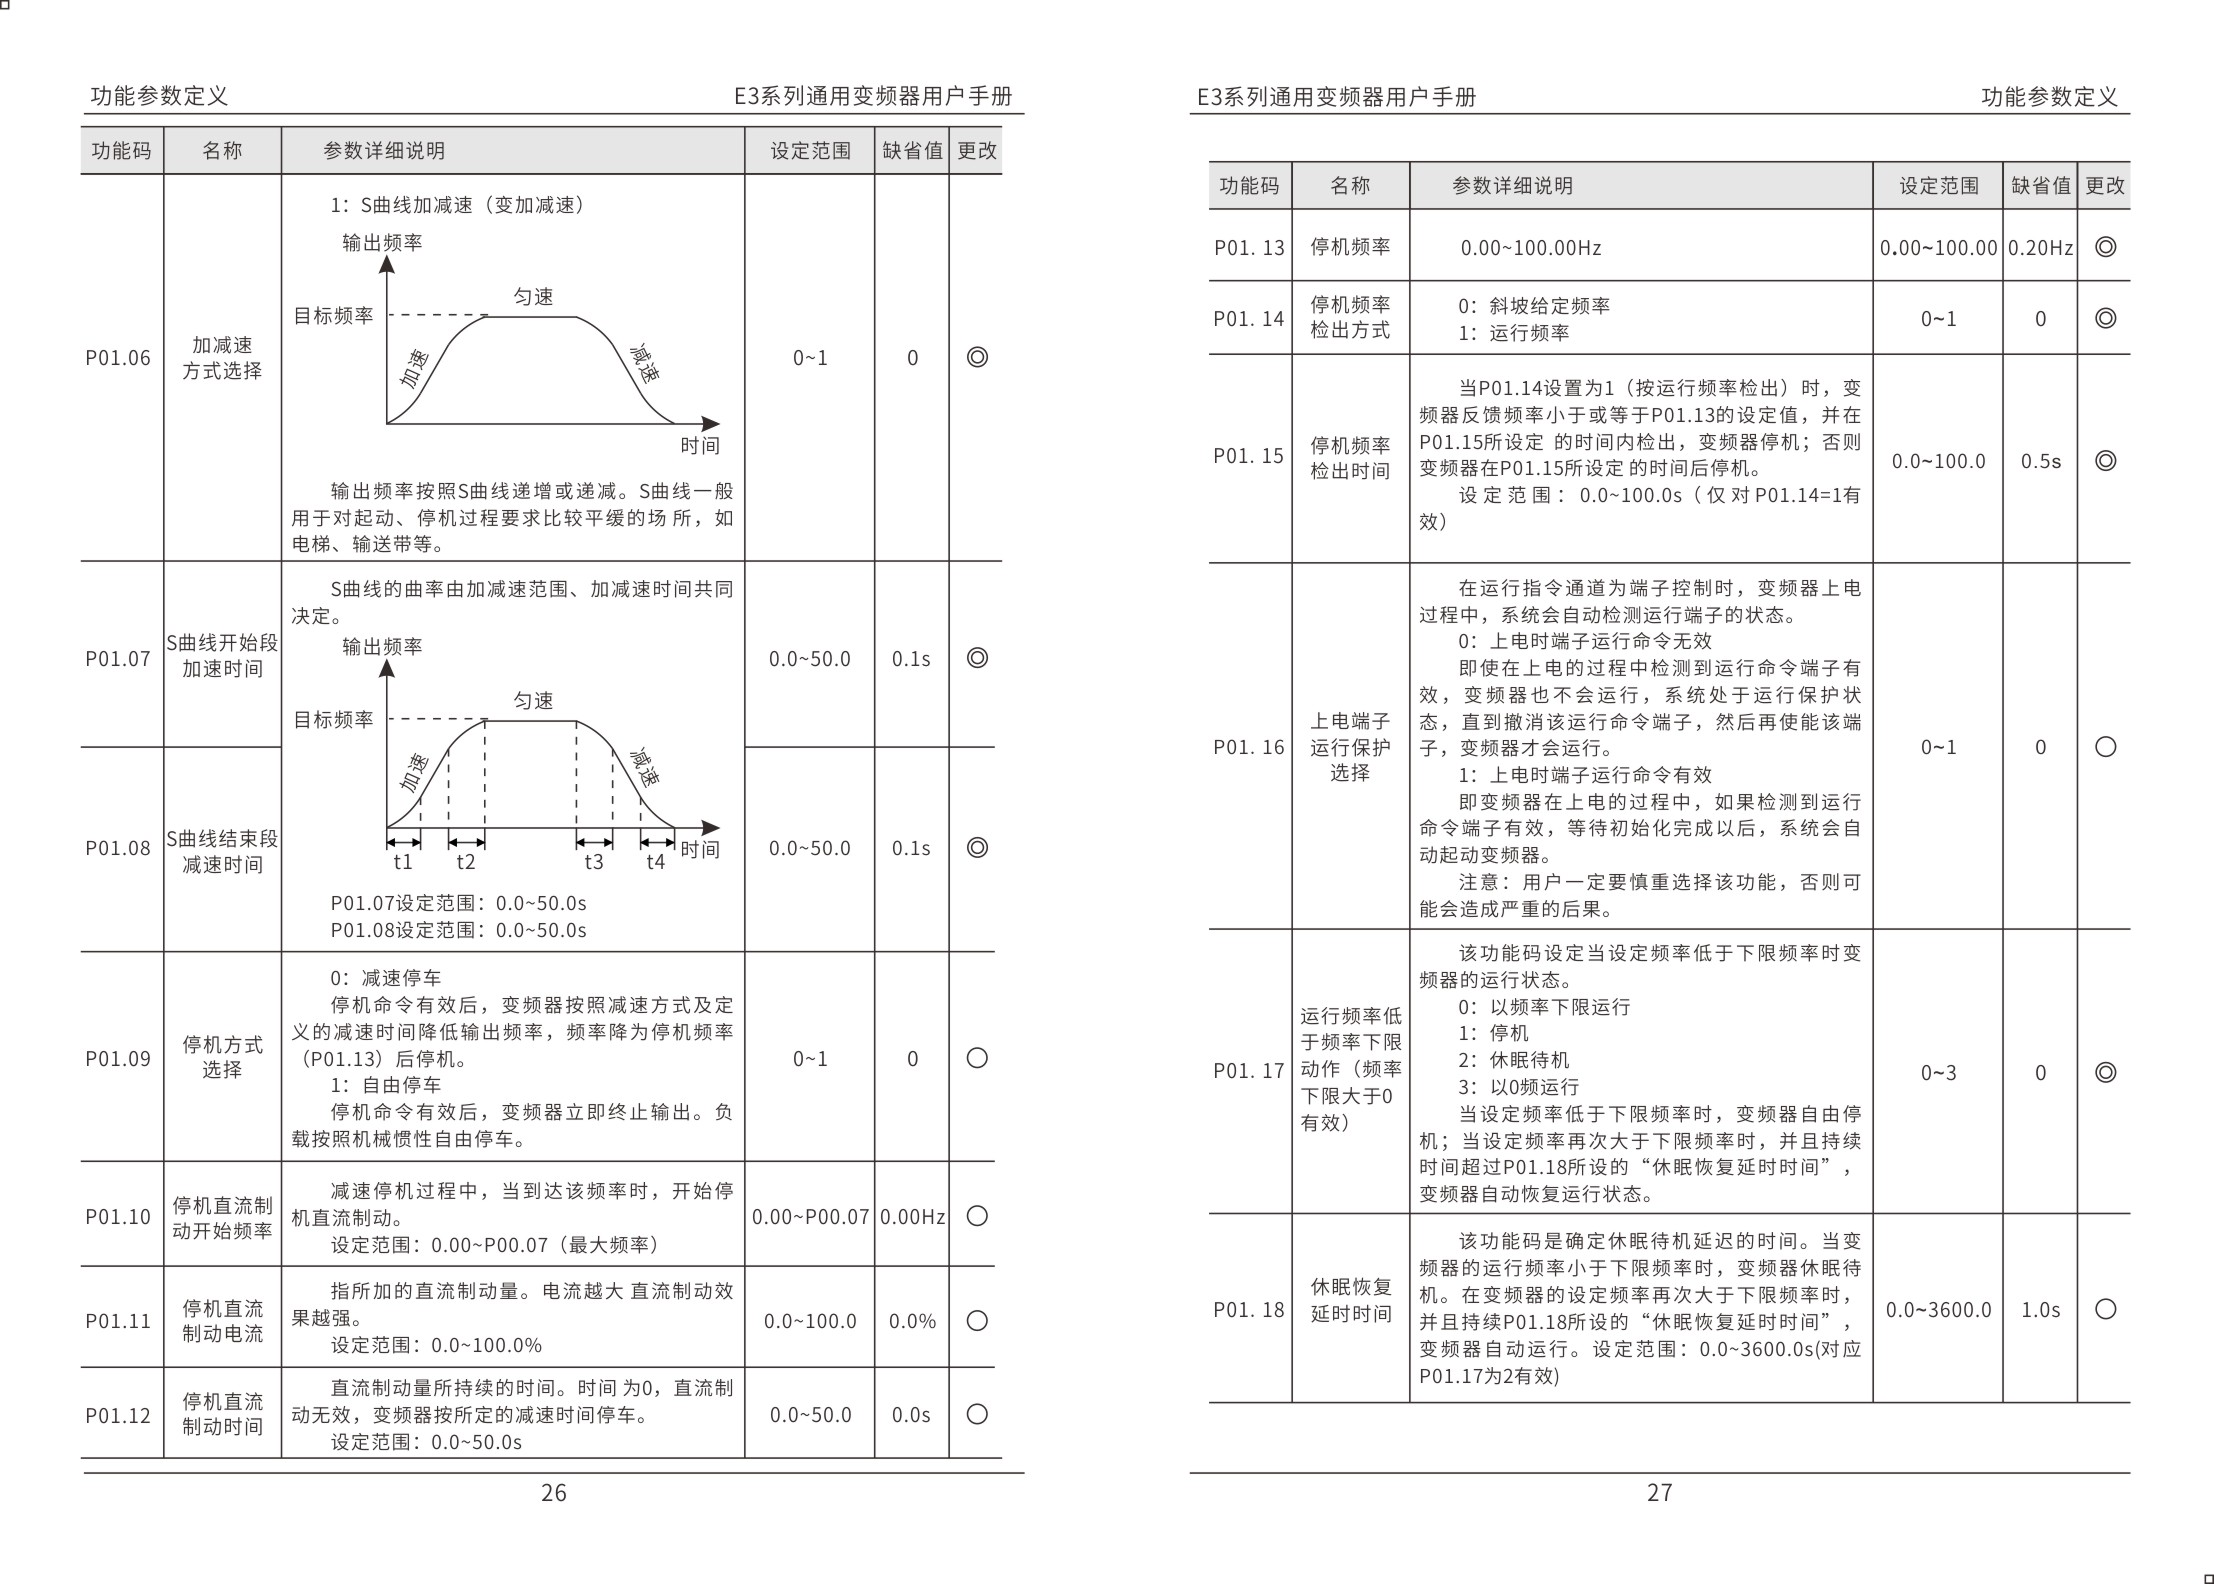 功能参数定义
E3系列通用变频器用户手册
功能码 名称 参数详细说明 设定范围 缺省值 更改
P01.06
加减速
方式选择
1：S曲线加减速（变加减速）
输出频率
匀速
目标频率
加速
减速
时间
输出频率按照S曲线递增或递减。S曲线一般
用于对起动、停机过程要求比较平缓的场 所，如
电梯、输送带等。
0~1
0
◎
P01.07
S曲线开始段
加速时间
S曲线的曲率由加减速范围、加减速时间共同
决定。
输出频率
匀速
目标频率
加速
减速
t1 t2 t3 t4 时间
P01.07设定范围：0.0~50.0s
P01.08设定范围：0.0~50.0s
0.0~50.0
0.1s
◎
P01.08
S曲线结束段
减速时间
0.0~50.0
0.1s
◎
P01.09
停机方式
选择
0：减速停车
停机命令有效后，变频器按照减速方式及定
义的减速时间降低输出频率，频率降为停机频率
（P01.13）后停机。
1：自由停车
停机命令有效后，变频器立即终止输出。负
载按照机械惯性自由停车。
0~1
0
○
P01.10
停机直流制
动开始频率
减速停机过程中，当到达该频率时，开始停
机直流制动。
设定范围：0.00~P00.07（最大频率）
0.00~P00.07
0.00Hz
○
P01.11
停机直流
制动电流
指所加的直流制动量。电流越大 直流制动效
果越强。
设定范围：0.0~100.0%
0.0~100.0
0.0%
○
P01.12
停机直流
制动时间
直流制动量所持续的时间。时间 为0，直流制
动无效，变频器按所定的减速时间停车。
设定范围：0.0~50.0s
0.0~50.0
0.0s
○
26
E3系列通用变频器用户手册
功能参数定义
功能码 名称 参数详细说明 设定范围 缺省值 更改
P01. 13
停机频率
0.00~100.00Hz
0.00~100.00
0.20Hz
◎
P01. 14
停机频率
检出方式
0：斜坡给定频率
1：运行频率
0~1
0
◎
P01. 15
停机频率
检出时间
当P01.14设置为1（按运行频率检出）时，变
频器反馈频率小于或等于P01.13的设定值，并在
P01.15所设定 的时间内检出，变频器停机；否则
变频器在P01.15所设定 的时间后停机。
设定范围：0.0~100.0s（仅对P01.14=1有
效）
0.0~100.0
0.5s
◎
P01. 16
上电端子
运行保护
选择
在运行指令通道为端子控制时，变频器上电
过程中，系统会自动检测运行端子的状态。
0：上电时端子运行命令无效
即使在上电的过程中检测到运行命令端子有
效，变频器也不会运行，系统处于运行保护状
态，直到撤消该运行命令端子，然后再使能该端
子，变频器才会运行。
1：上电时端子运行命令有效
即变频器在上电的过程中，如果检测到运行
命令端子有效，等待初始化完成以后，系统会自
动起动变频器。
注意：用户一定要慎重选择该功能，否则可
能会造成严重的后果。
0~1
0
○
P01. 17
运行频率低
于频率下限
动作（频率
下限大于0
有效）
该功能码设定当设定频率低于下限频率时变
频器的运行状态。
0：以频率下限运行
1：停机
2：休眠待机
3：以0频运行
当设定频率低于下限频率时，变频器自由停
机；当设定频率再次大于下限频率时，并且持续
时间超过P01.18所设的“休眠恢复延时时间”，
变频器自动恢复运行状态。
0~3
0
◎
P01. 18
休眠恢复
延时时间
该功能码是确定休眠待机延迟的时间。当变
频器的运行频率小于下限频率时，变频器休眠待
机。在变频器的设定频率再次大于下限频率时，
并且持续P01.18所设的“休眠恢复延时时间”，
变频器自动运行。设定范围：0.0~3600.0s(对应
P01.17为2有效)
0.0~3600.0
1.0s
○
27